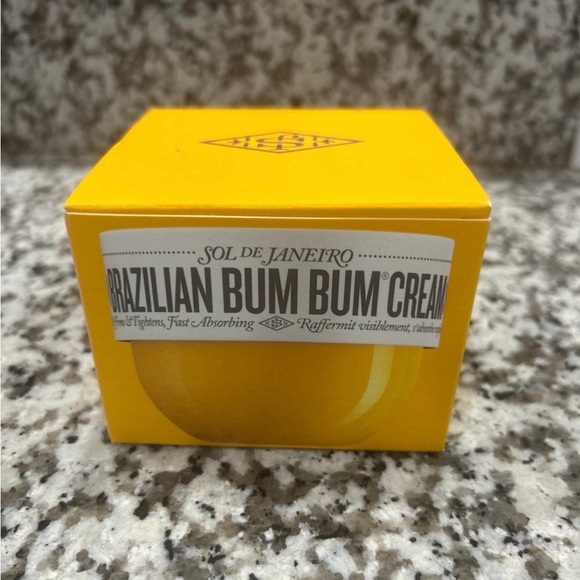 SOL DE JANEIRO
BRAZILIAN BUM BUM® CREAM
& Tightens, Fast Absorbing Raffermit visiblement,